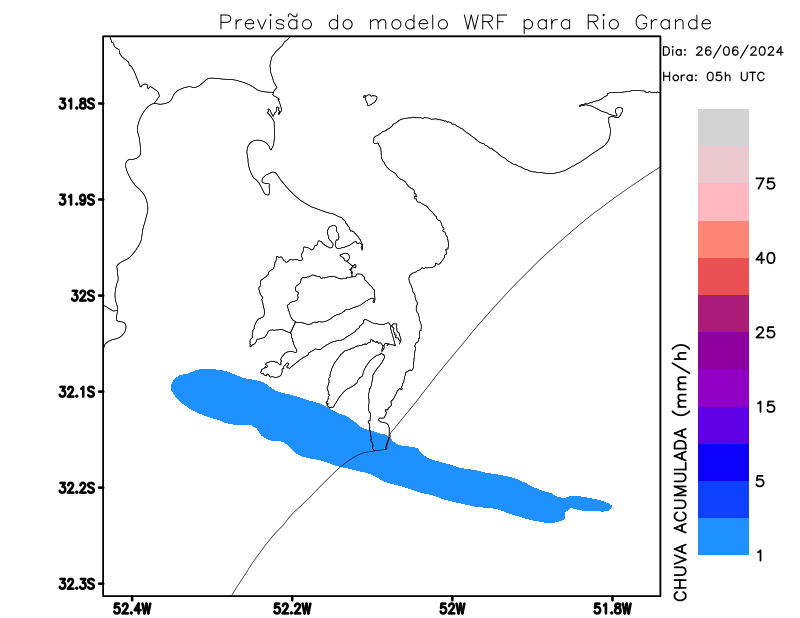 Previsão do modelo WRF para Rio Grande
Dia: 26/06/2024
Hora: 05h UTC
31.8S
31.9S
32S
32.1S
32.2S
32.3S
52.4W
52.2W
52W
51.8W
CHUVA ACUMULADA (mm/h)
75
40
25
15
5
1